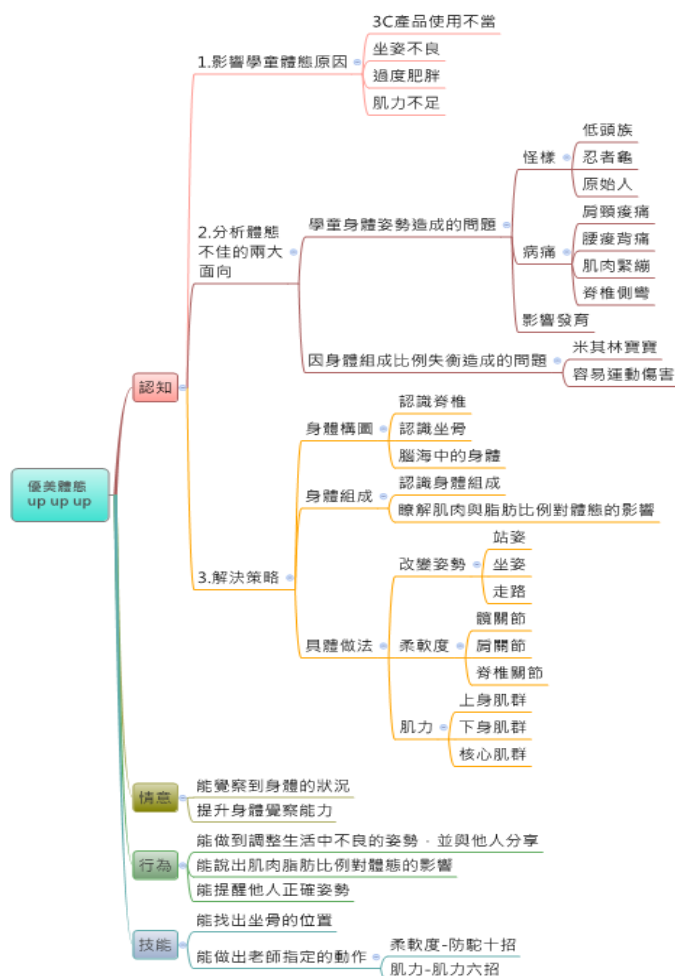 優美體態
up up up
認知
1.影響學童體態原因
3C產品使用不當
坐姿不良
過度肥胖
肌力不足
2.分析體態
不佳的兩大
面向
學童身體姿勢造成的問題
怪樣
低頭族
忍者龜
原始人
病痛
肩頸痠痛
腰痠背痛
肌肉緊繃
脊椎側彎
影響發育
因身體組成比例失衡造成的問題
米其林寶寶
容易運動傷害
3.解決策略
身體構圖
認識脊椎
認識坐骨
腦海中的身體
身體組成
認識身體組成
瞭解肌肉與脂肪比例對體態的影響
具體做法
改變姿勢
站姿
坐姿
走路
柔軟度
髖關節
肩關節
脊椎關節
肌力
上身肌群
下身肌群
核心肌群
情意
能覺察到身體的狀況
提升身體覺察能力
行為
能做到調整生活中不良的姿勢，並與他人分享
能說出肌肉脂肪比例對體態的影響
能提醒他人正確姿勢
技能
能找出坐骨的位置
能做出老師指定的動作
柔軟度-防駝十招
肌力-肌力六招